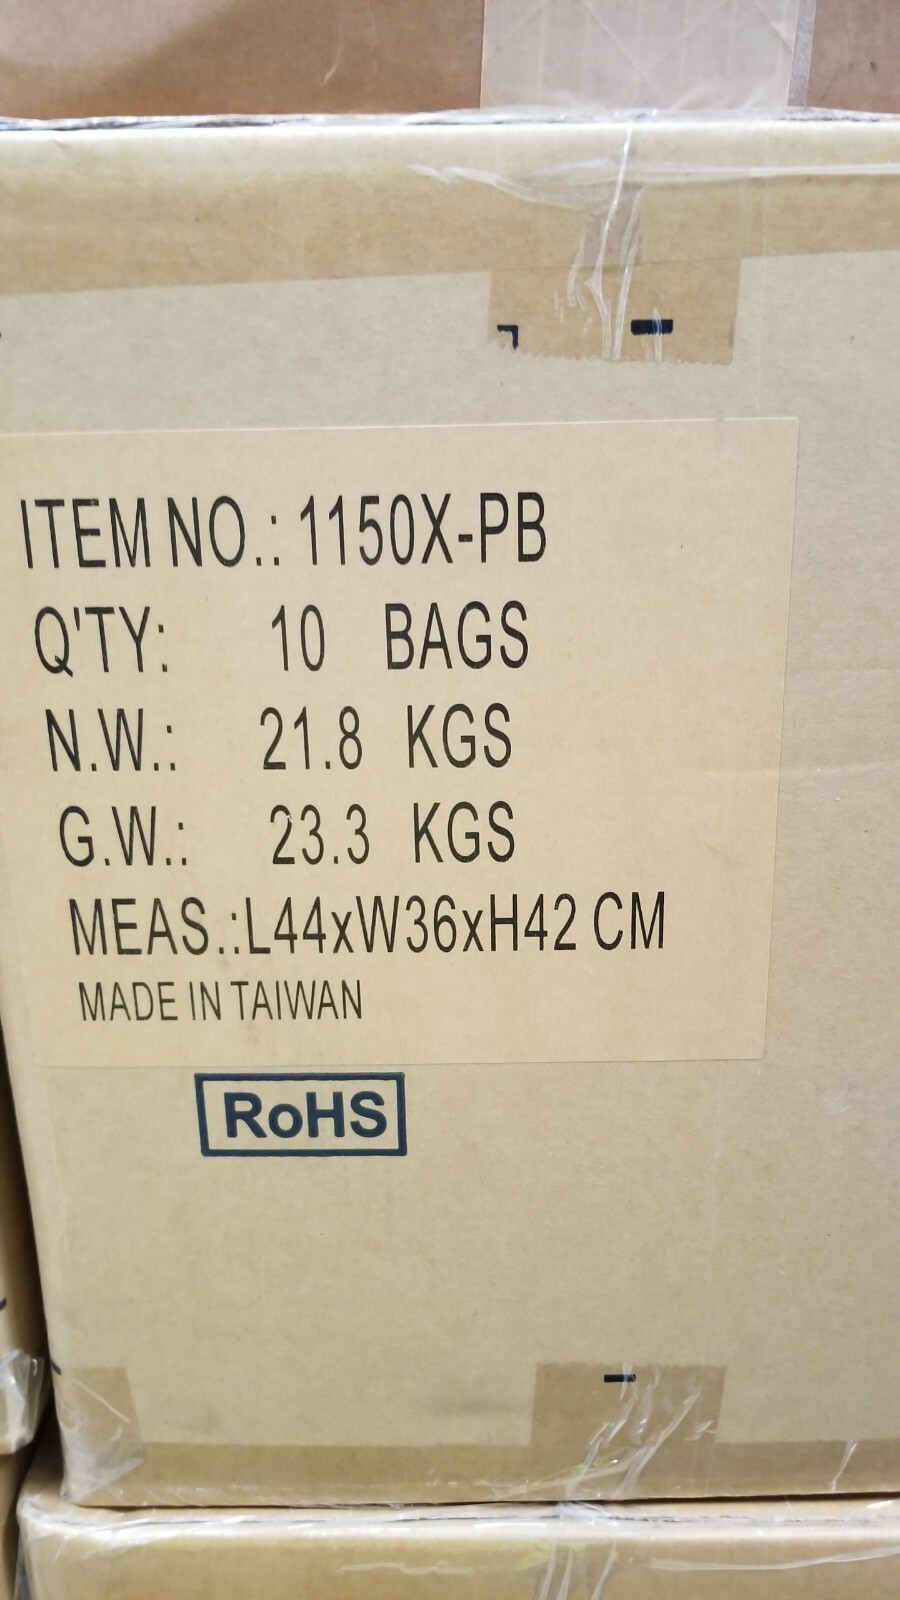 ITEM NO.: 1150X-PB
Q'TY: 10 BAGS
N.W.: 21.8 KGS
G.W.: 23.3 KGS
MEAS.:L44xW36xH42 CM
MADE IN TAIWAN
RoHS